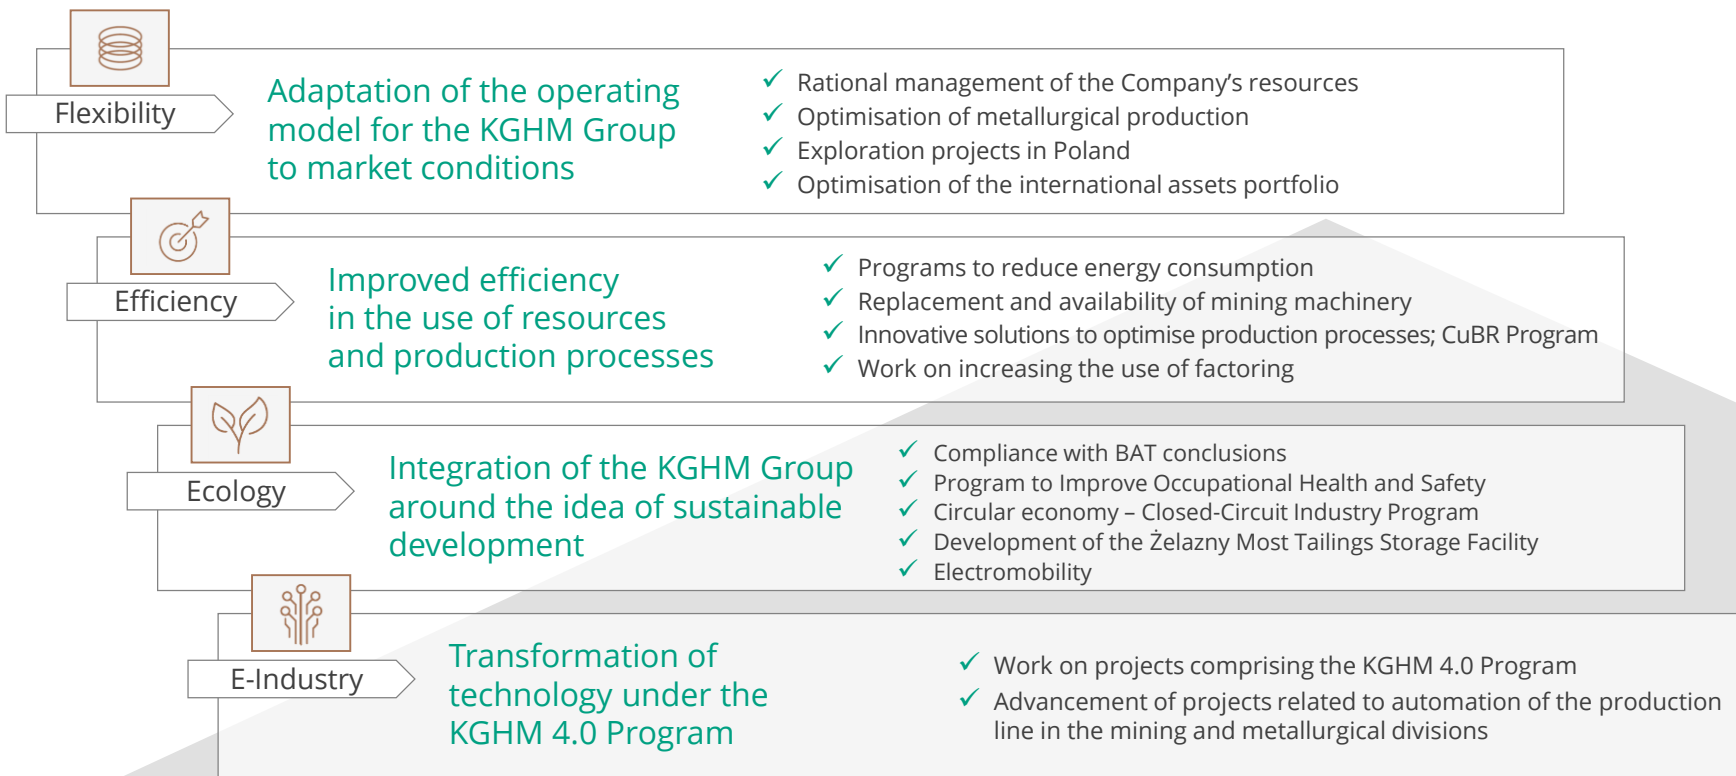 Flexibility
Adaptation of the operating
model for the KGHM Group
to market conditions
✓ Rational management of the Company’s resources
✓ Optimisation of metallurgical production
✓ Exploration projects in Poland
✓ Optimisation of the international assets portfolio
Efficiency
Improved efficiency
in the use of resources
and production processes
✓ Programs to reduce energy consumption
✓ Replacement and availability of mining machinery
✓ Innovative solutions to optimise production processes; CuBR Program
✓ Work on increasing the use of factoring
Ecology
Integration of the KGHM Group
around the idea of sustainable
development
✓ Compliance with BAT conclusions
✓ Program to Improve Occupational Health and Safety
✓ Circular economy – Closed-Circuit Industry Program
✓ Development of the Żelazny Most Tailings Storage Facility
✓ Electromobility
E-Industry
Transformation of
technology under the
KGHM 4.0 Program
✓ Work on projects comprising the KGHM 4.0 Program
✓ Advancement of projects related to automation of the production
line in the mining and metallurgical divisions